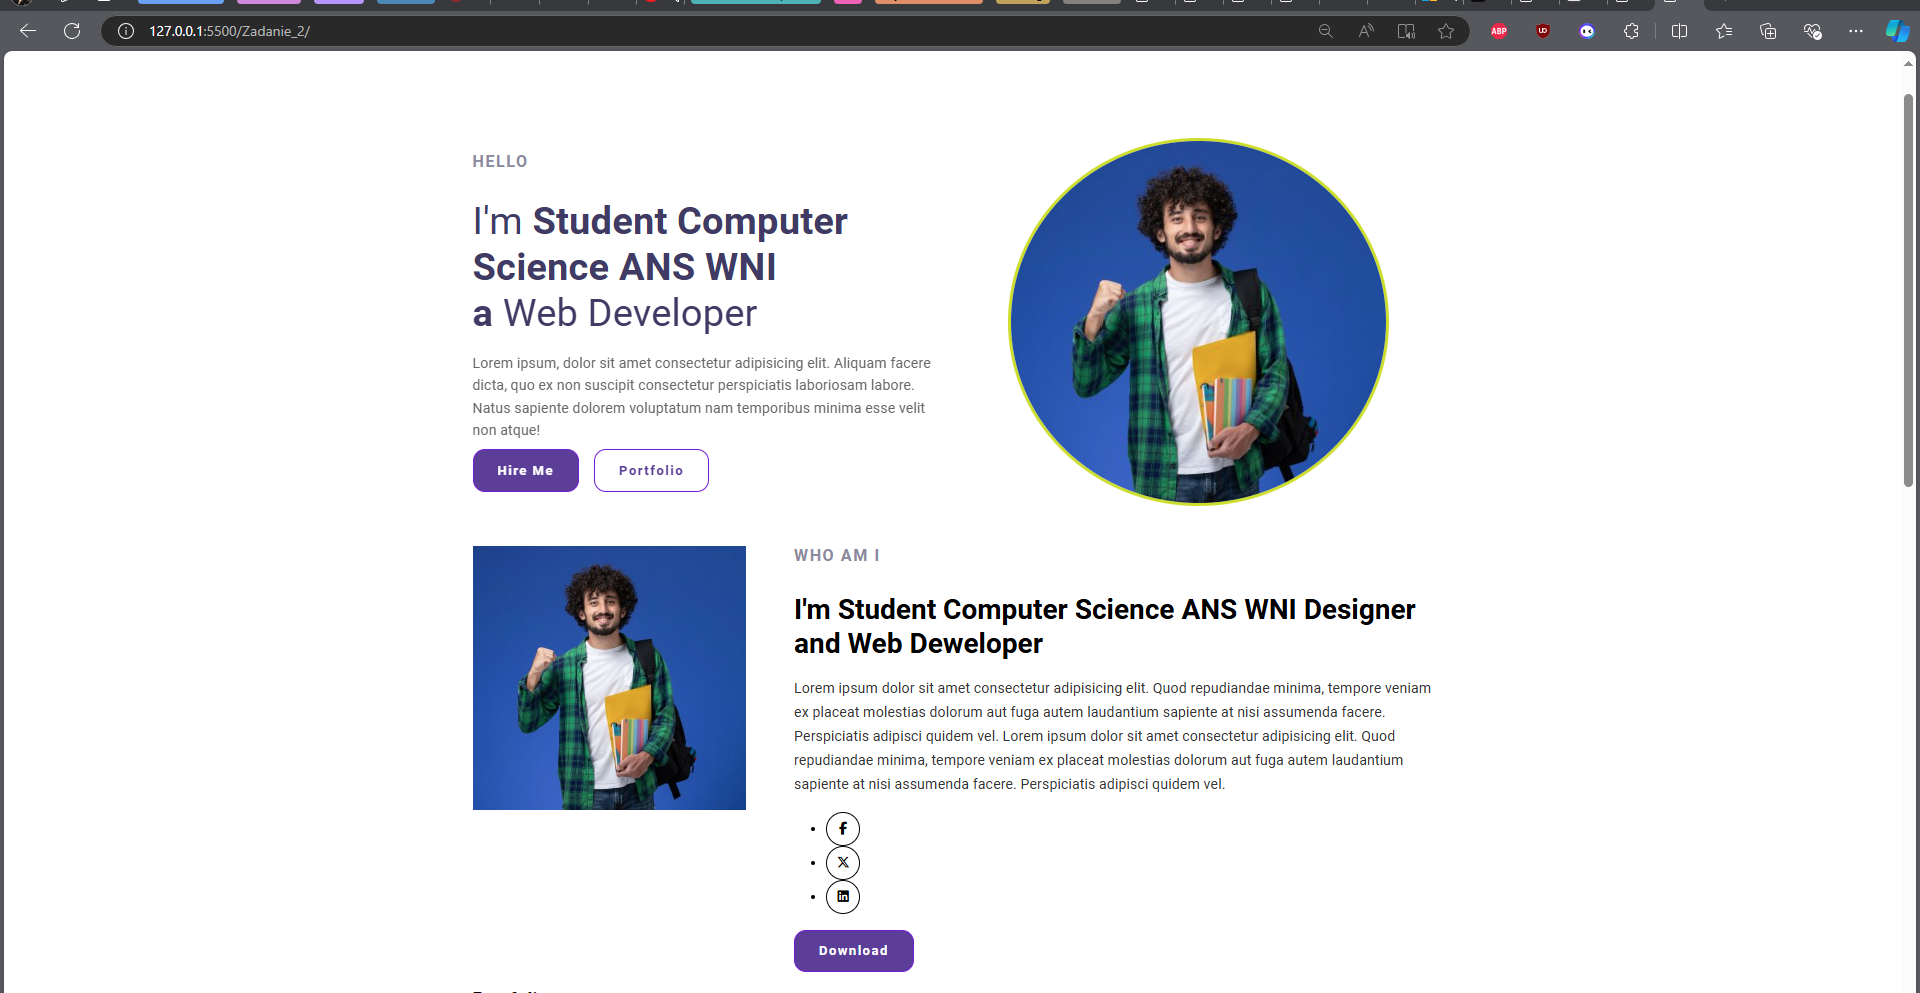 127.0.0.1:5500/Zadanie_2/
ABP
HELLO
I'm Student Computer
Science ANS WNI
a Web Developer
Lorem ipsum, dolor sit amet consectetur adipisicing elit. Aliquam facere
dicta, quo ex non suscipit consectetur perspiciatis laboriosam labore.
Natus sapiente dolorem voluptatum nam temporibus minima esse velit
non atque!
Hire Me
Portfolio
WHO AM I
I'm Student Computer Science ANS WNI Designer
and Web Deweloper
Lorem ipsum dolor sit amet consectetur adipisicing elit. Quod repudiandae minima, tempore veniam
ex placeat molestias dolorum aut fuga autem laudantium sapiente at nisi assumenda facere.
Perspiciatis adipisci quidem vel. Lorem ipsum dolor sit amet consectetur adipisicing elit. Quod
repudiandae minima, tempore veniam ex placeat molestias dolorum aut fuga autem laudantium
sapiente at nisi assumenda facere. Perspiciatis adipisci quidem vel.
Download